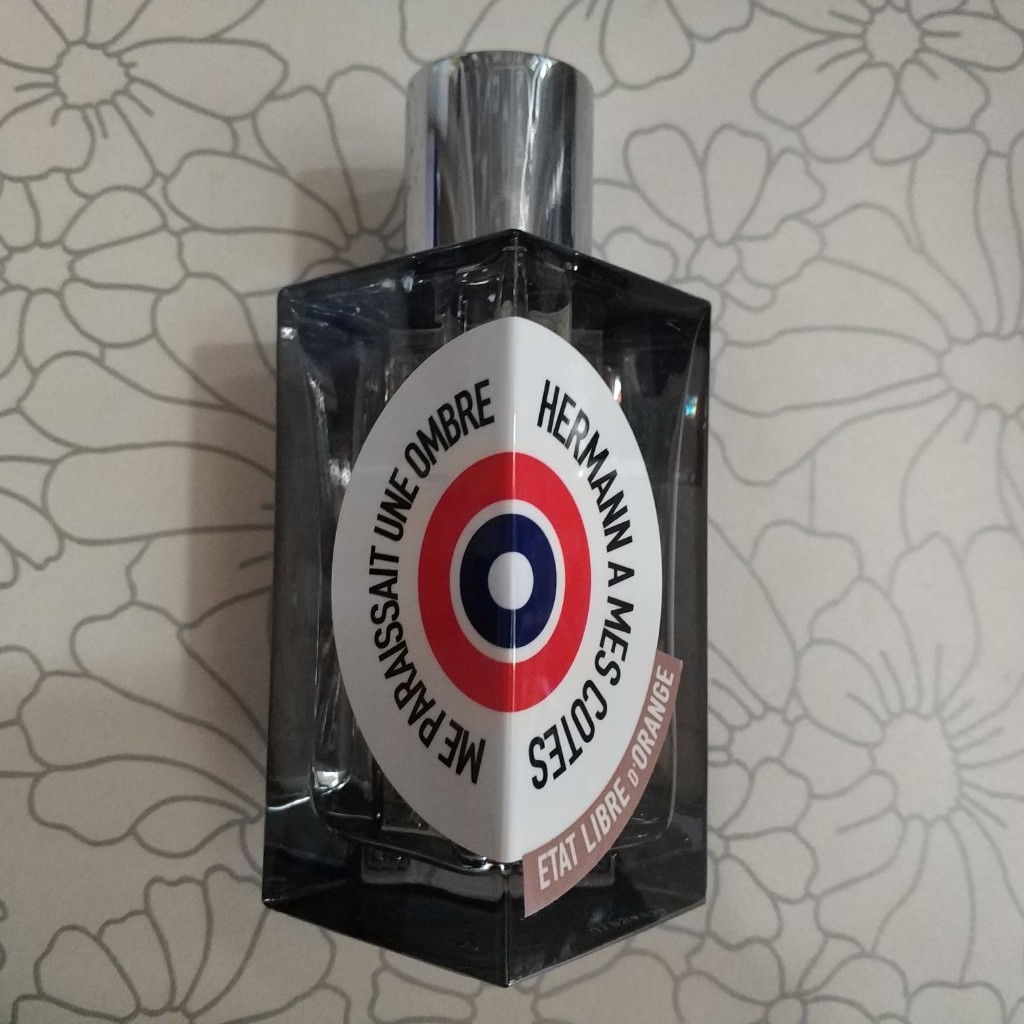 HERMANN A MES COTES
ME PARAISSAIT UNE OMBRE
ETAT LIBRE D'ORANGE